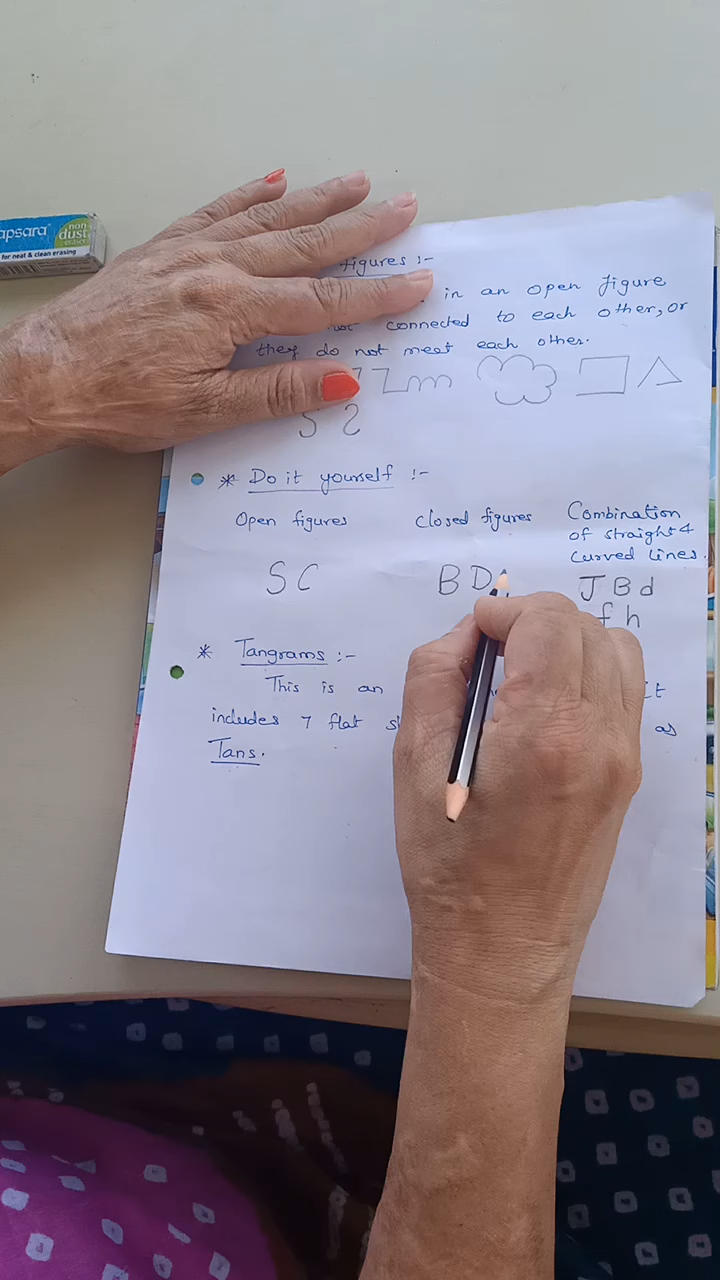 apsara
non
dust
eraser
for neat & clean erasing
figures :-
in an open figure
connected to each other, or
they do not meet each other.
S 2
* Do it yourself :-
Open figures
Closed figures
Combination
of straight &
curved lines.
S C
B D
J B d
f h
* Tangrams :-
This is an
includes 7 flat
as
Tans.